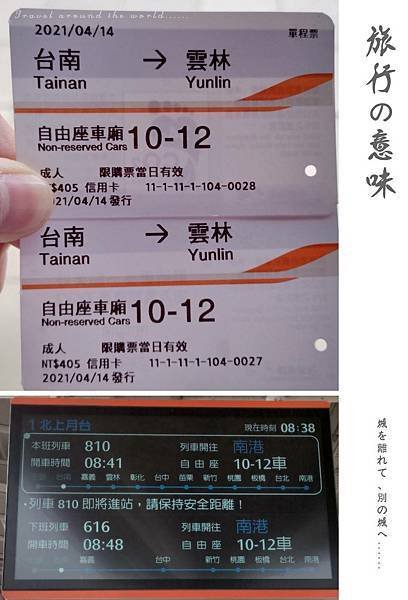 Travel around the world......
2021/04/14 單程票
台南 → 雲林
Tainan Yunlin
自由座車廂 10-12
Non-reserved Cars
成人 限購票當日有效
NT$405 信用卡 11-1-11-1-104-0028
2021/04/14發行
台南 → 雲林
Tainan Yunlin
自由座車廂 10-12
Non-reserved Cars
成人 限購票當日有效
NT$405 信用卡 11-1-11-1-104-0027
2021/04/14發行
旅行の意味
城を離れて、別の城へ......
1 北上月台 現在時刻 08:38
本班列車 810 列車開往 南港
開車時間 08:41 自由座 10-12車
台南 嘉義 雲林 彰化 台中 苗栗 新竹 桃園 板橋 台北 南港
列車 810 即將進站，請保持安全距離！
下班列車 616 列車開往 南港
開車時間 08:48 自由座 10-12車
嘉義 台中 新竹 桃園 板橋 台北 南港